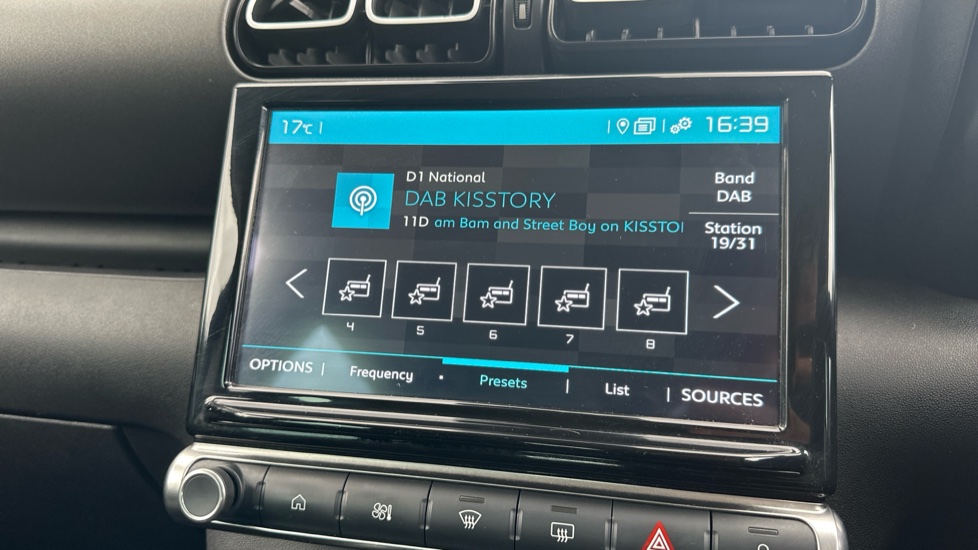 17℃ | | | 16:39
D1 National
DAB KISSTORY
11D am Bam and Street Boy on KISSTOI
Band
DAB
Station
19/31
4 5 6 7 8
OPTIONS | Frequency • Presets | List | SOURCES